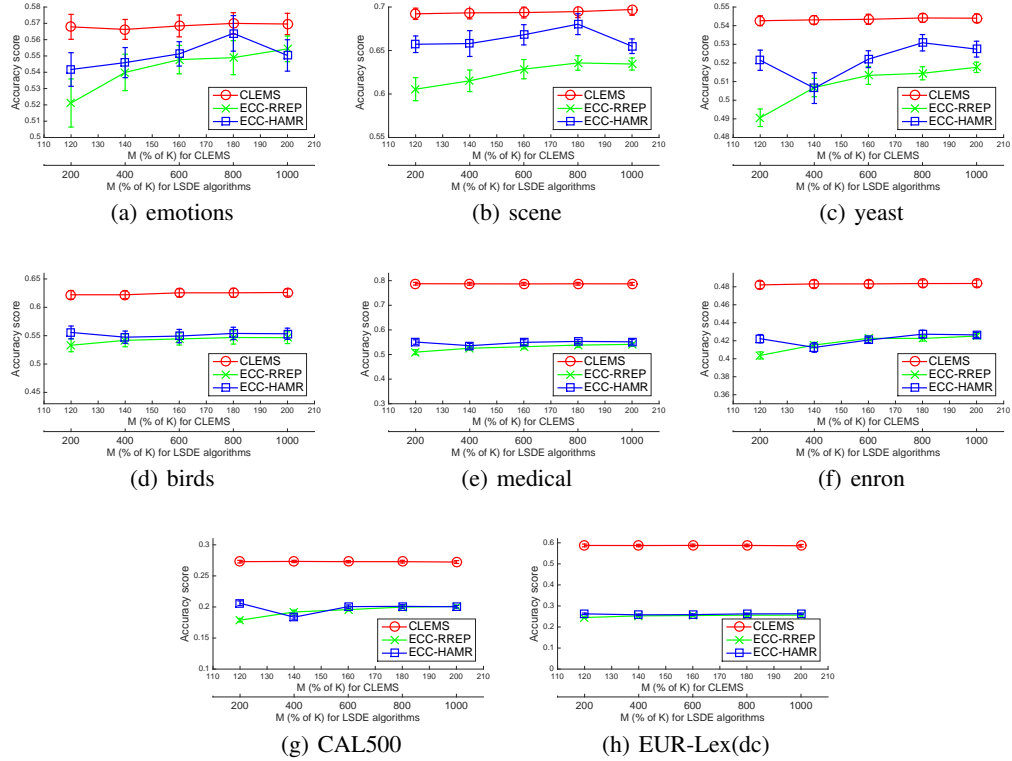 0.58
0.57
0.56
0.55
0.54
0.53
0.52
0.51
0.5
Accuracy score
CLEMS
ECC-RREP
ECC-HAMR
110 120 130 140 150 160 170 180 190 200 210
M (% of K) for CLEMS
200 400 600 800 1000
M (% of K) for LSDE algorithms
(a) emotions
0.7
0.65
0.6
0.55
Accuracy score
CLEMS
ECC-RREP
ECC-HAMR
110 120 130 140 150 160 170 180 190 200 210
M (% of K) for CLEMS
200 400 600 800 1000
M (% of K) for LSDE algorithms
(b) scene
0.55
0.54
0.53
0.52
0.51
0.5
0.49
0.48
Accuracy score
CLEMS
ECC-RREP
ECC-HAMR
110 120 130 140 150 160 170 180 190 200 210
M (% of K) for CLEMS
200 400 600 800 1000
M (% of K) for LSDE algorithms
(c) yeast
0.65
0.6
0.55
0.5
0.45
Accuracy score
CLEMS
ECC-RREP
ECC-HAMR
110 120 130 140 150 160 170 180 190 200 210
M (% of K) for CLEMS
200 400 600 800 1000
M (% of K) for LSDE algorithms
(d) birds
0.8
0.7
0.6
0.5
0.4
0.3
Accuracy score
CLEMS
ECC-RREP
ECC-HAMR
110 120 130 140 150 160 170 180 190 200 210
M (% of K) for CLEMS
200 400 600 800 1000
M (% of K) for LSDE algorithms
(e) medical
0.48
0.44
0.4
0.36
Accuracy score
CLEMS
ECC-RREP
ECC-HAMR
110 120 130 140 150 160 170 180 190 200 210
M (% of K) for CLEMS
200 400 600 800 1000
M (% of K) for LSDE algorithms
(f) enron
0.3
0.25
0.2
0.15
0.1
Accuracy score
CLEMS
ECC-RREP
ECC-HAMR
110 120 130 140 150 160 170 180 190 200 210
M (% of K) for CLEMS
200 400 600 800 1000
M (% of K) for LSDE algorithms
(g) CAL500
0.6
0.5
0.4
0.3
0.2
0.1
0
Accuracy score
CLEMS
ECC-RREP
ECC-HAMR
110 120 130 140 150 160 170 180 190 200 210
M (% of K) for CLEMS
200 400 600 800 1000
M (% of K) for LSDE algorithms
(h) EUR-Lex(dc)